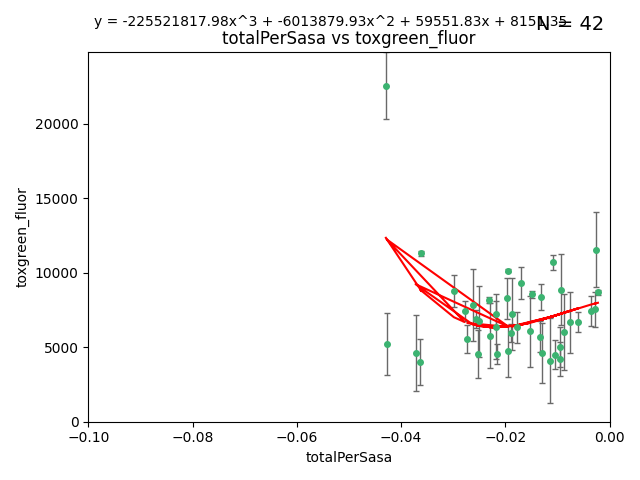 y = -225521817.98x^3 + -6013879.93x^2 + 59551.83x + 8151.35
N = 42
totalPerSasa vs toxgreen_fluor
20000
15000
10000
5000
0
toxgreen_fluor
−0.10 −0.08 −0.06 −0.04 −0.02 0.00
totalPerSasa